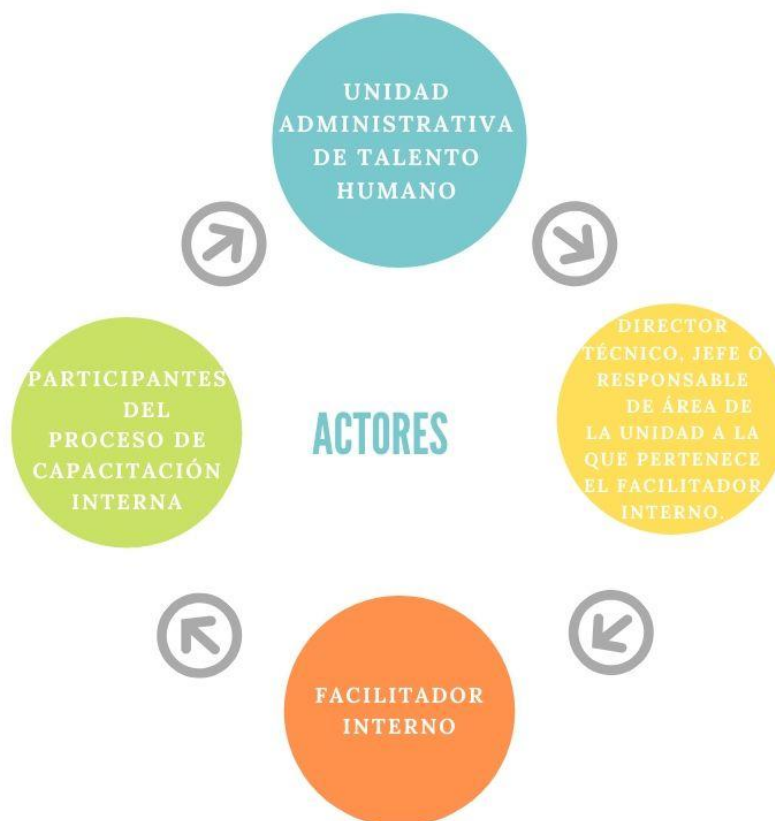 UNIDAD
ADMINISTRATIVA
DE TALENTO
HUMANO
DIRECTOR
TÉCNICO, JEFE O
RESPONSABLE
DE ÁREA DE
LA UNIDAD A LA
QUE PERTENECE
EL FACILITADOR
INTERNO.
PARTICIPANTES
DEL
PROCESO DE
CAPACITACIÓN
INTERNA
ACTORES
FACILITADOR
INTERNO